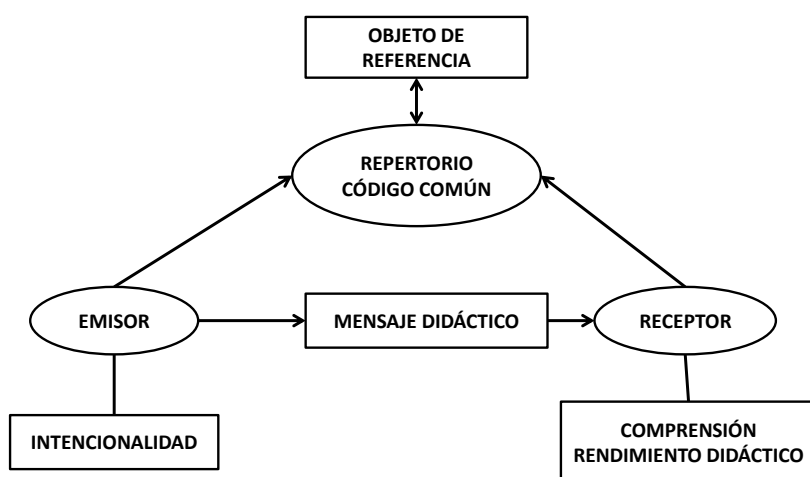 OBJETO DE
REFERENCIA
REPERTORIO
CÓDIGO COMÚN
EMISOR
MENSAJE DIDÁCTICO
RECEPTOR
INTENCIONALIDAD
COMPRENSIÓN
RENDIMIENTO DIDÁCTICO